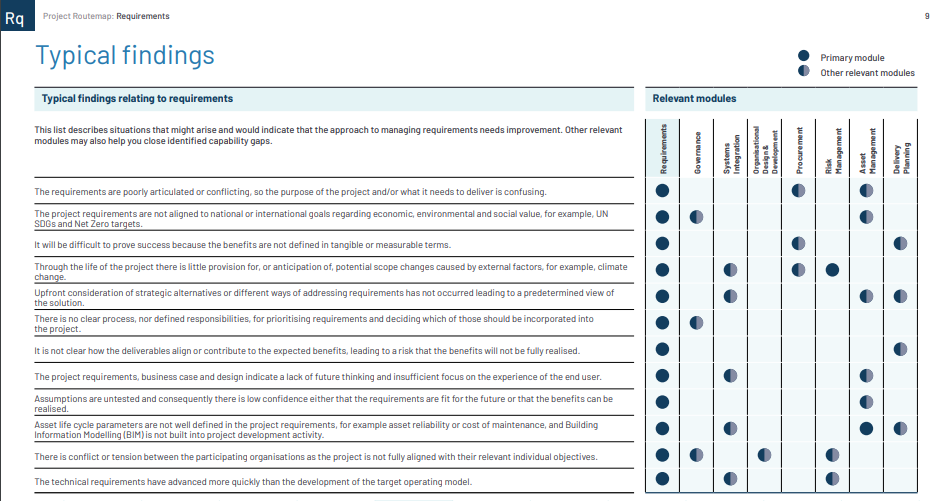 Rq
Project Routemap: Requirements
9
Typical findings
Primary module
Other relevant modules
Typical findings relating to requirements
Relevant modules
This list describes situations that might arise and would indicate that the approach to managing requirements needs improvement. Other relevant
modules may also help you close identified capability gaps.
Requirements
Governance
Systems
Integration
Organisational
Design &
Development
Procurement
Risk
Management
Asset
Management
Delivery
Planning
The requirements are poorly articulated or conflicting, so the purpose of the project and/or what it needs to deliver is confusing.
The project requirements are not aligned to national or international goals regarding economic, environmental and social value, for example, UN
SDGs and Net Zero targets.
It will be difficult to prove success because the benefits are not defined in tangible or measurable terms.
Through the life of the project there is little provision for, or anticipation of, potential scope changes caused by external factors, for example, climate
change.
Upfront consideration of strategic alternatives or different ways of addressing requirements has not occurred leading to a predetermined view of
the solution.
There is no clear process, nor defined responsibilities, for prioritising requirements and deciding which of those should be incorporated into
the project.
It is not clear how the deliverables align or contribute to the expected benefits, leading to a risk that the benefits will not be fully realised.
The project requirements, business case and design indicate a lack of future thinking and insufficient focus on the experience of the end user.
Assumptions are untested and consequently there is low confidence either that the requirements are fit for the future or that the benefits can be
realised.
Asset life cycle parameters are not well defined in the project requirements, for example asset reliability or cost of maintenance, and Building
Information Modelling (BIM) is not built into project development activity.
There is conflict or tension between the participating organisations as the project is not fully aligned with their relevant individual objectives.
The technical requirements have advanced more quickly than the development of the target operating model.